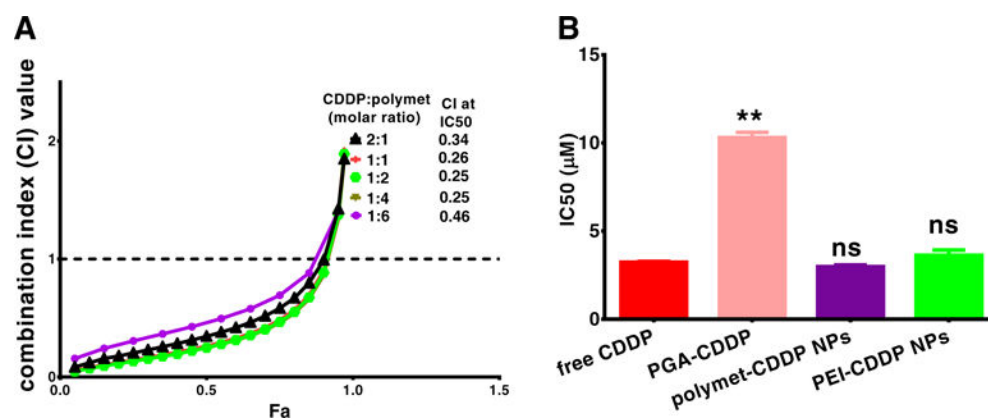 A
combination index (CI) value
2
1
0
0.0 0.5 1.0 1.5
Fa
CDDP:polymet
(molar ratio)
CI at
IC50
2:1 0.34
1:1 0.26
1:2 0.25
1:4 0.25
1:6 0.46
B
IC50 (μM)
15
10
5
0
**
ns
ns
free CDDP
PGA-CDDP
polymet-CDDP NPs
PEI-CDDP NPs